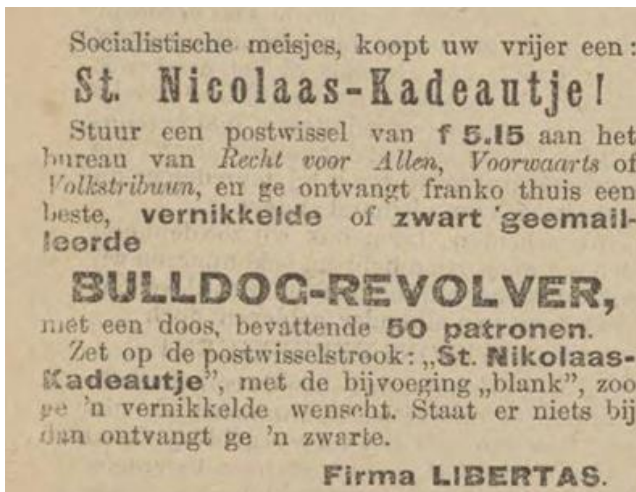 Socialistische meisjes, koopt uw vrijer een:
St. Nicolaas-Kadeautje!
Stuur een postwissel van f 5.15 aan het
bureau van Recht voor Allen, Voorwaarts of
Volkstribuun, en ge ontvangt franko thuis een
beste, vernikkelde of zwart geemail-
leerde
BULLDOG-REVOLVER,
met een doos, bevattende 50 patronen.
Zet op de postwisselstrook: „St. Nikolaas-
Kadeautje”, met de bijvoeging „blank”, zoo
ge 'n vernikkelde wenscht. Staat er niets bij
dan ontvangt ge 'n zwarte.
Firma LIBERTAS.